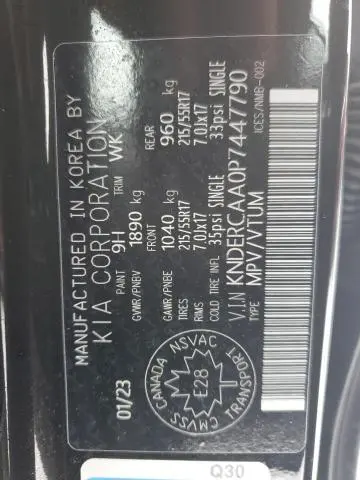 MANUFACTURED IN KOREA BY
KIA CORPORATION
01/23
PAINT 9H
TRIM WK
GVWR/PNBV 1890 kg
GAWR/PNBE FRONT 1040 kg REAR 960 kg
TIRES 215/55R17 215/55R17
RIMS 7.0Jx17 7.0Jx17
COLD TIRE INFL 35psi SINGLE 33psi SINGLE
V.I.N KNDERCAA0P7447790
MPV/VTUM
ICES/NMB-002
CANADA NSVAC
E28
CMVSS TRANSPORT
Q30